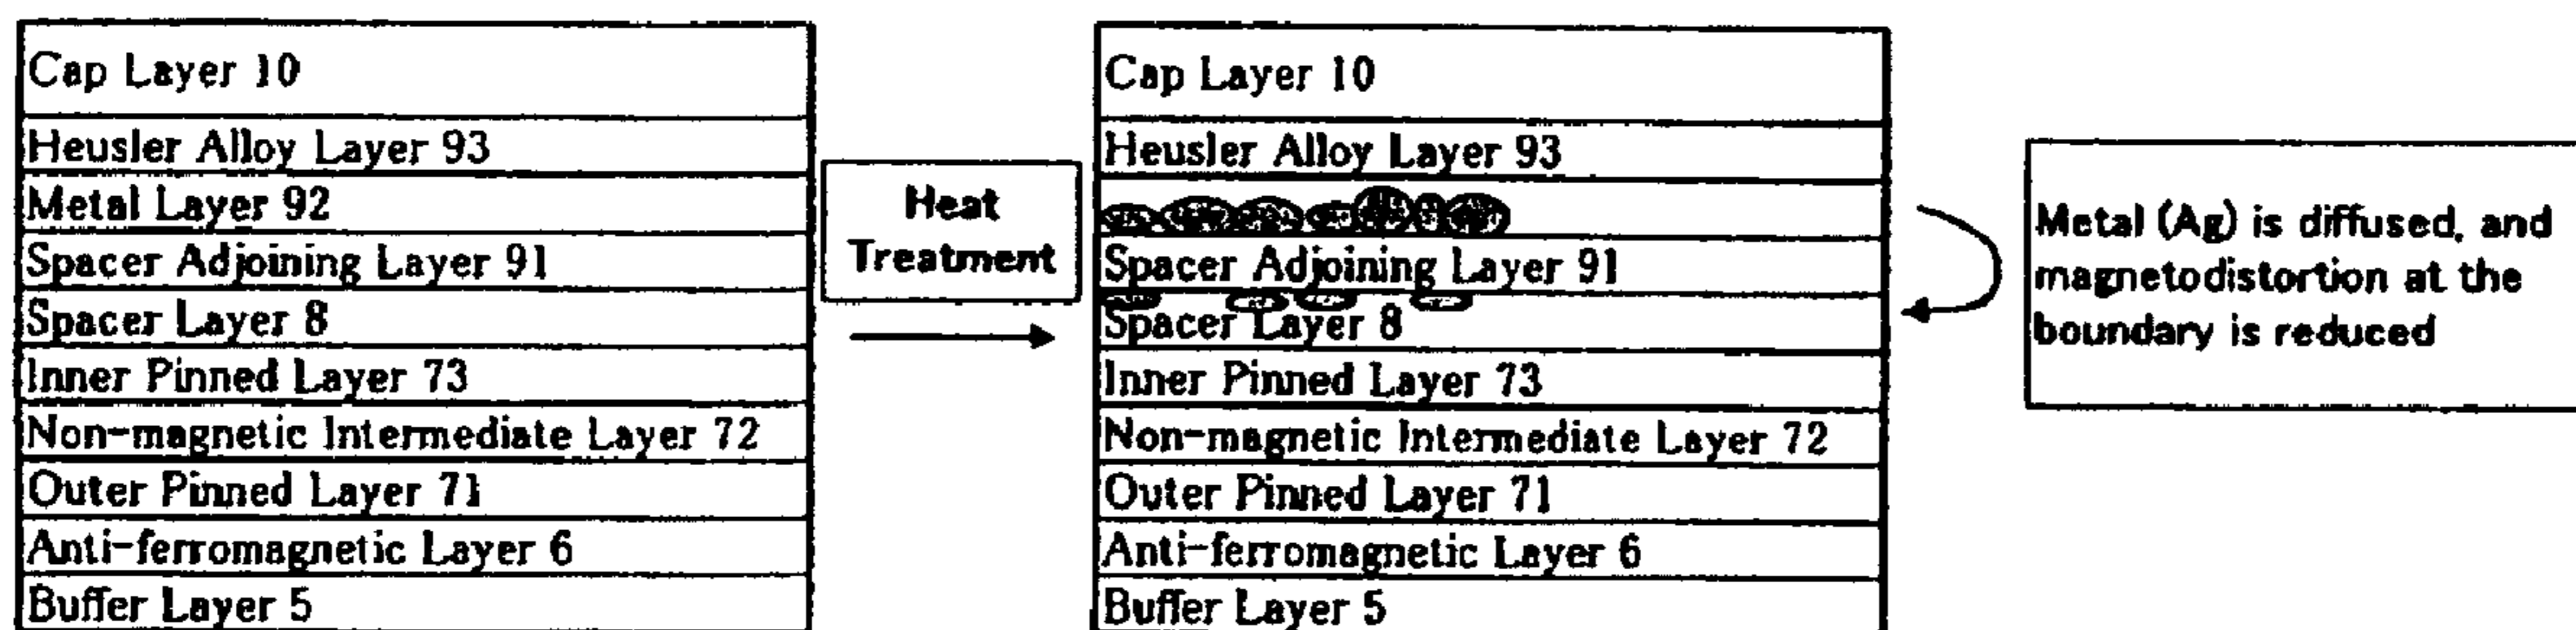 Cap Layer 10
Heusler Alloy Layer 93
Metal Layer 92
Spacer Adjoining Layer 91
Spacer Layer 8
Inner Pinned Layer 73
Non-magnetic Intermediate Layer 72
Outer Pinned Layer 71
Anti-ferromagnetic Layer 6
Buffer Layer 5
Heat
Treatment
Cap Layer 10
Heusler Alloy Layer 93
Spacer Adjoining Layer 91
Spacer Layer 8
Inner Pinned Layer 73
Non-magnetic Intermediate Layer 72
Outer Pinned Layer 71
Anti-ferromagnetic Layer 6
Buffer Layer 5
Metal (Ag) is diffused, and
magnetodistortion at the
boundary is reduced